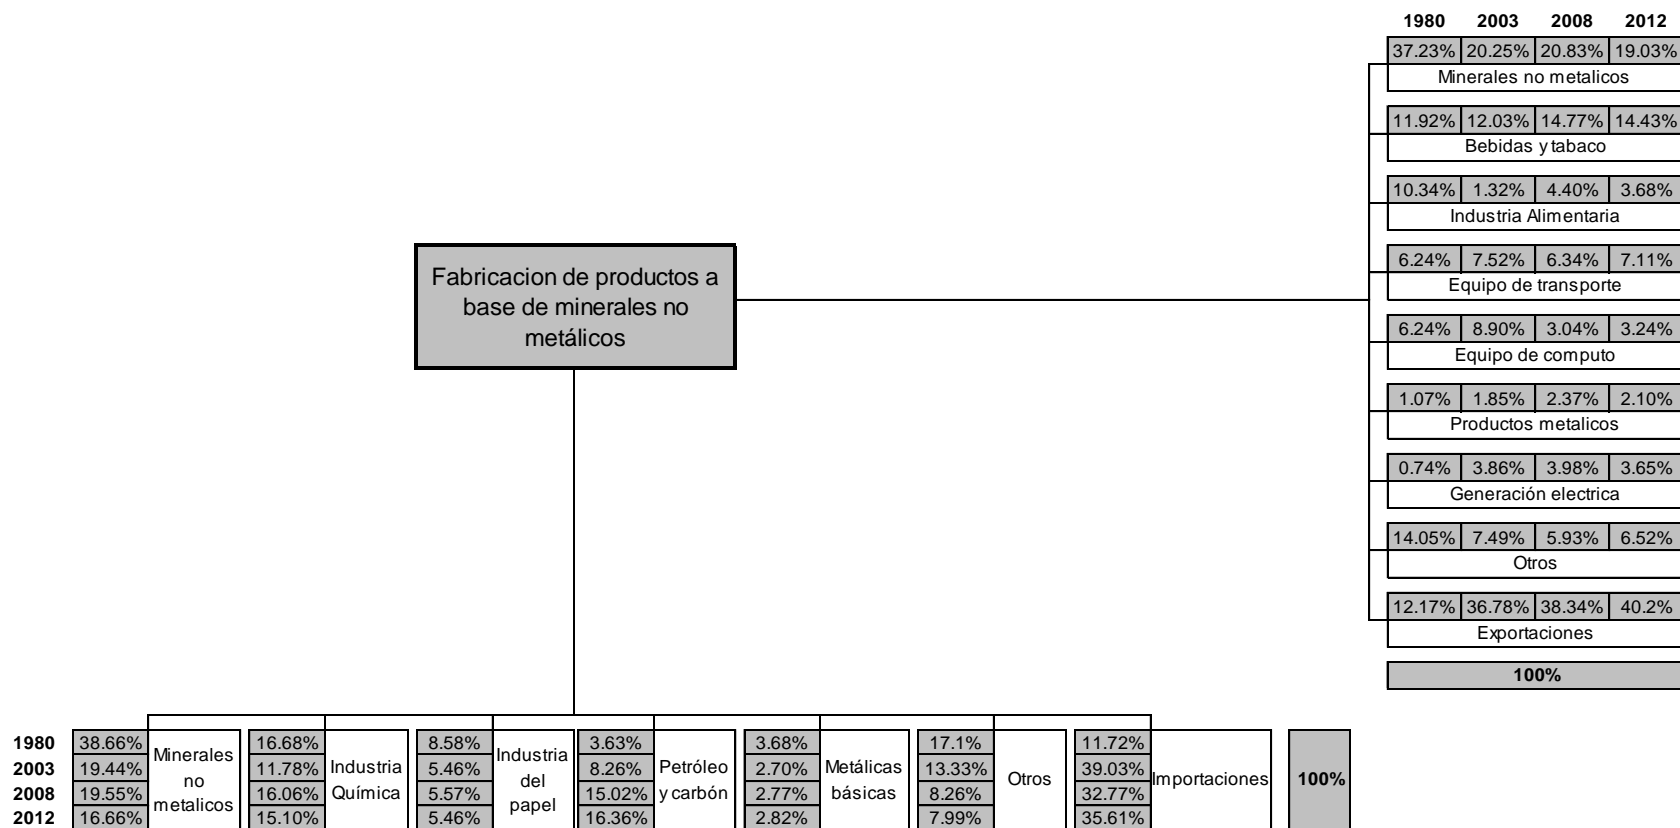 1980 2003 2008 2012
37.23% 20.25% 20.83% 19.03%
Minerales no metalicos
11.92% 12.03% 14.77% 14.43%
Bebidas y tabaco
10.34% 1.32% 4.40% 3.68%
Industria Alimentaria
6.24% 7.52% 6.34% 7.11%
Equipo de transporte
6.24% 8.90% 3.04% 3.24%
Equipo de computo
1.07% 1.85% 2.37% 2.10%
Productos metalicos
0.74% 3.86% 3.98% 3.65%
Generación electrica
14.05% 7.49% 5.93% 6.52%
Otros
12.17% 36.78% 38.34% 40.2%
Exportaciones
100%
Fabricacion de productos a
base de minerales no
metálicos
1980 38.66% 16.68% 8.58% 3.63% 3.68% 17.1% 11.72%
2003 19.44% 11.78% 5.46% 8.26% 2.70% 13.33% 39.03%
2008 19.55% 16.06% 5.57% 15.02% 2.77% 8.26% 32.77%
2012 16.66% 15.10% 5.46% 16.36% 2.82% 7.99% 35.61%
Minerales
no
metalicos
Industria
Química
Industria
del
papel
Petróleo
y carbón
Metálicas
básicas
Otros
Importaciones
100%